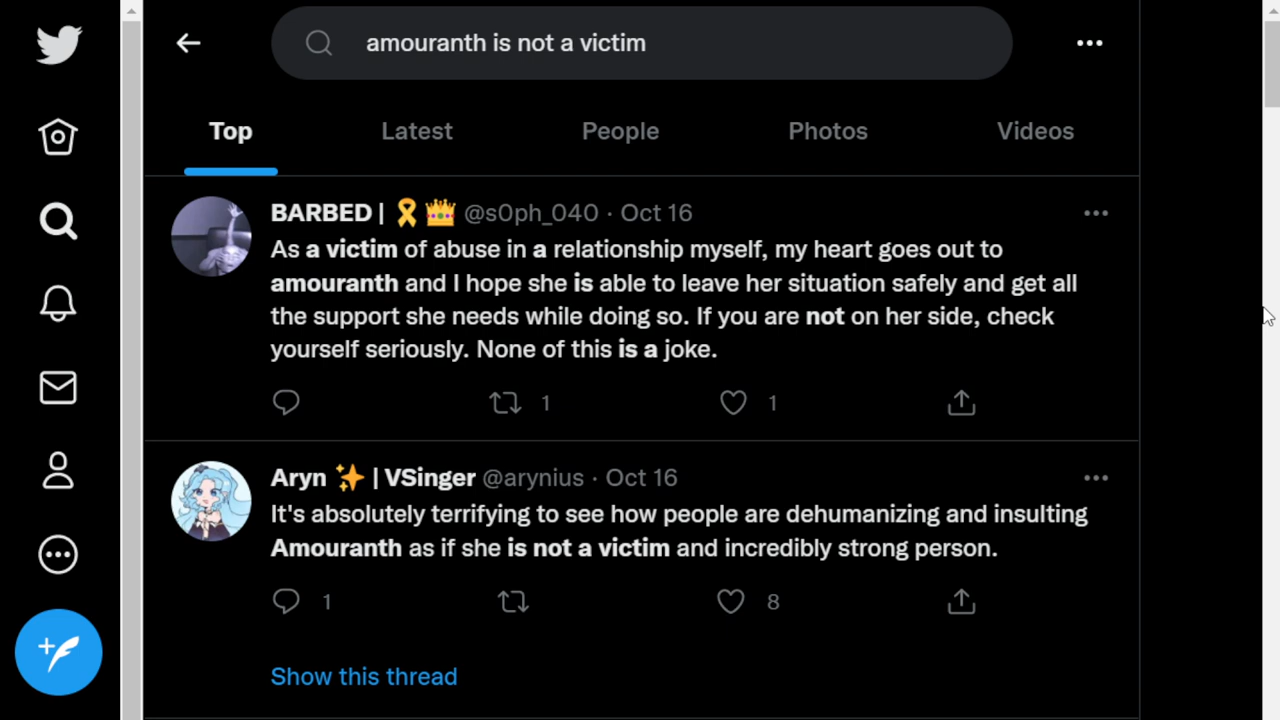 amouranth is not a victim
Top Latest People Photos Videos
BARBED | 🎗👑 @s0ph_040 · Oct 16
As a victim of abuse in a relationship myself, my heart goes out to
amouranth and I hope she is able to leave her situation safely and get all
the support she needs while doing so. If you are not on her side, check
yourself seriously. None of this is a joke.
1 1
Aryn ✨ | VSinger @arynius · Oct 16
It's absolutely terrifying to see how people are dehumanizing and insulting
Amouranth as if she is not a victim and incredibly strong person.
1 8
Show this thread